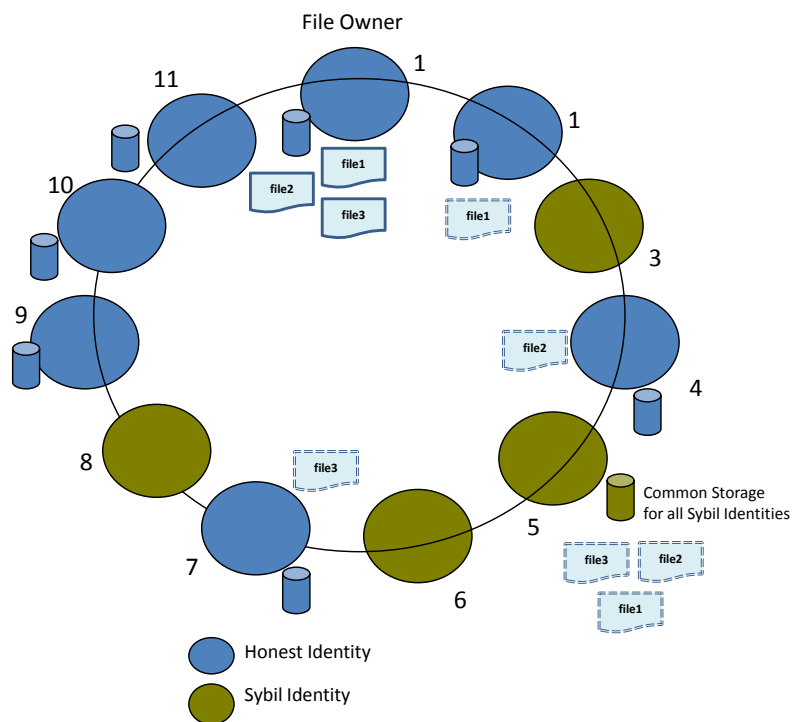 File Owner
1
11
1
file1
file2
file3
file1
10
3
9
file2
4
8
file3
Common Storage
for all Sybil Identities
5
file3
file2
file1
7
6
Honest Identity
Sybil Identity